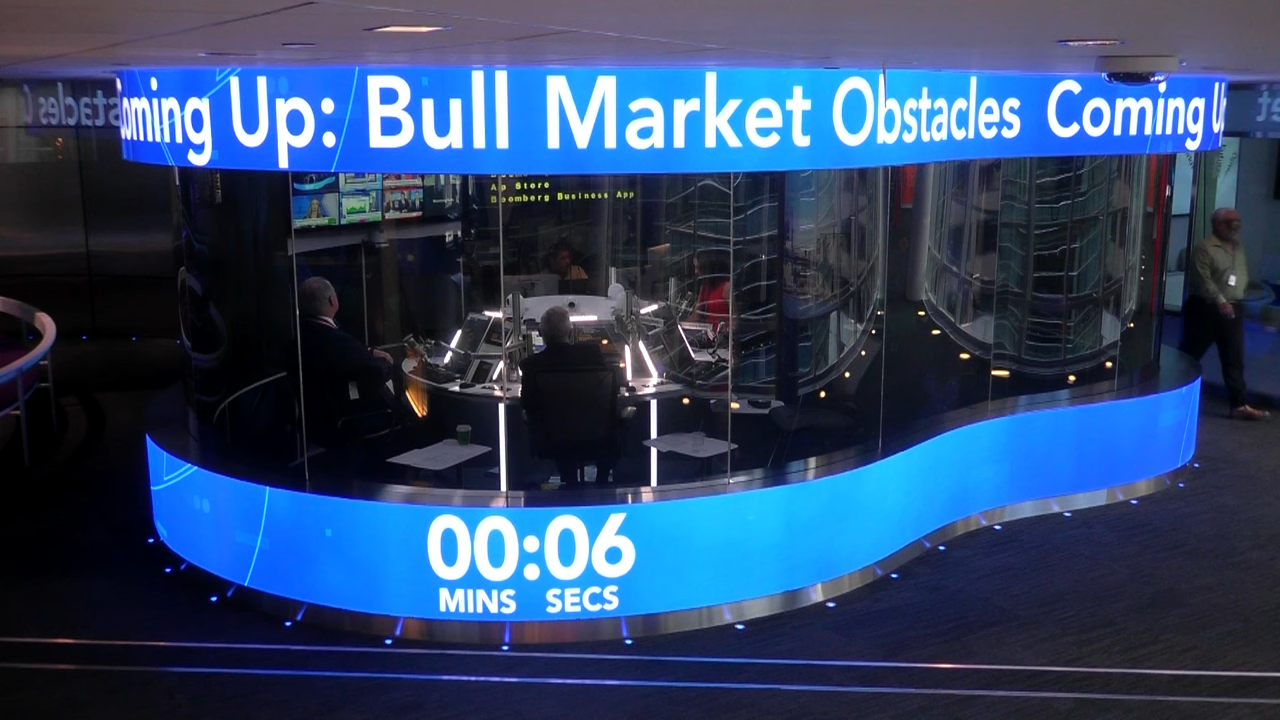 oming Up: Bull Market Obstacles Coming U
App Store
Bloomberg Business App
00:06
MINS SECS